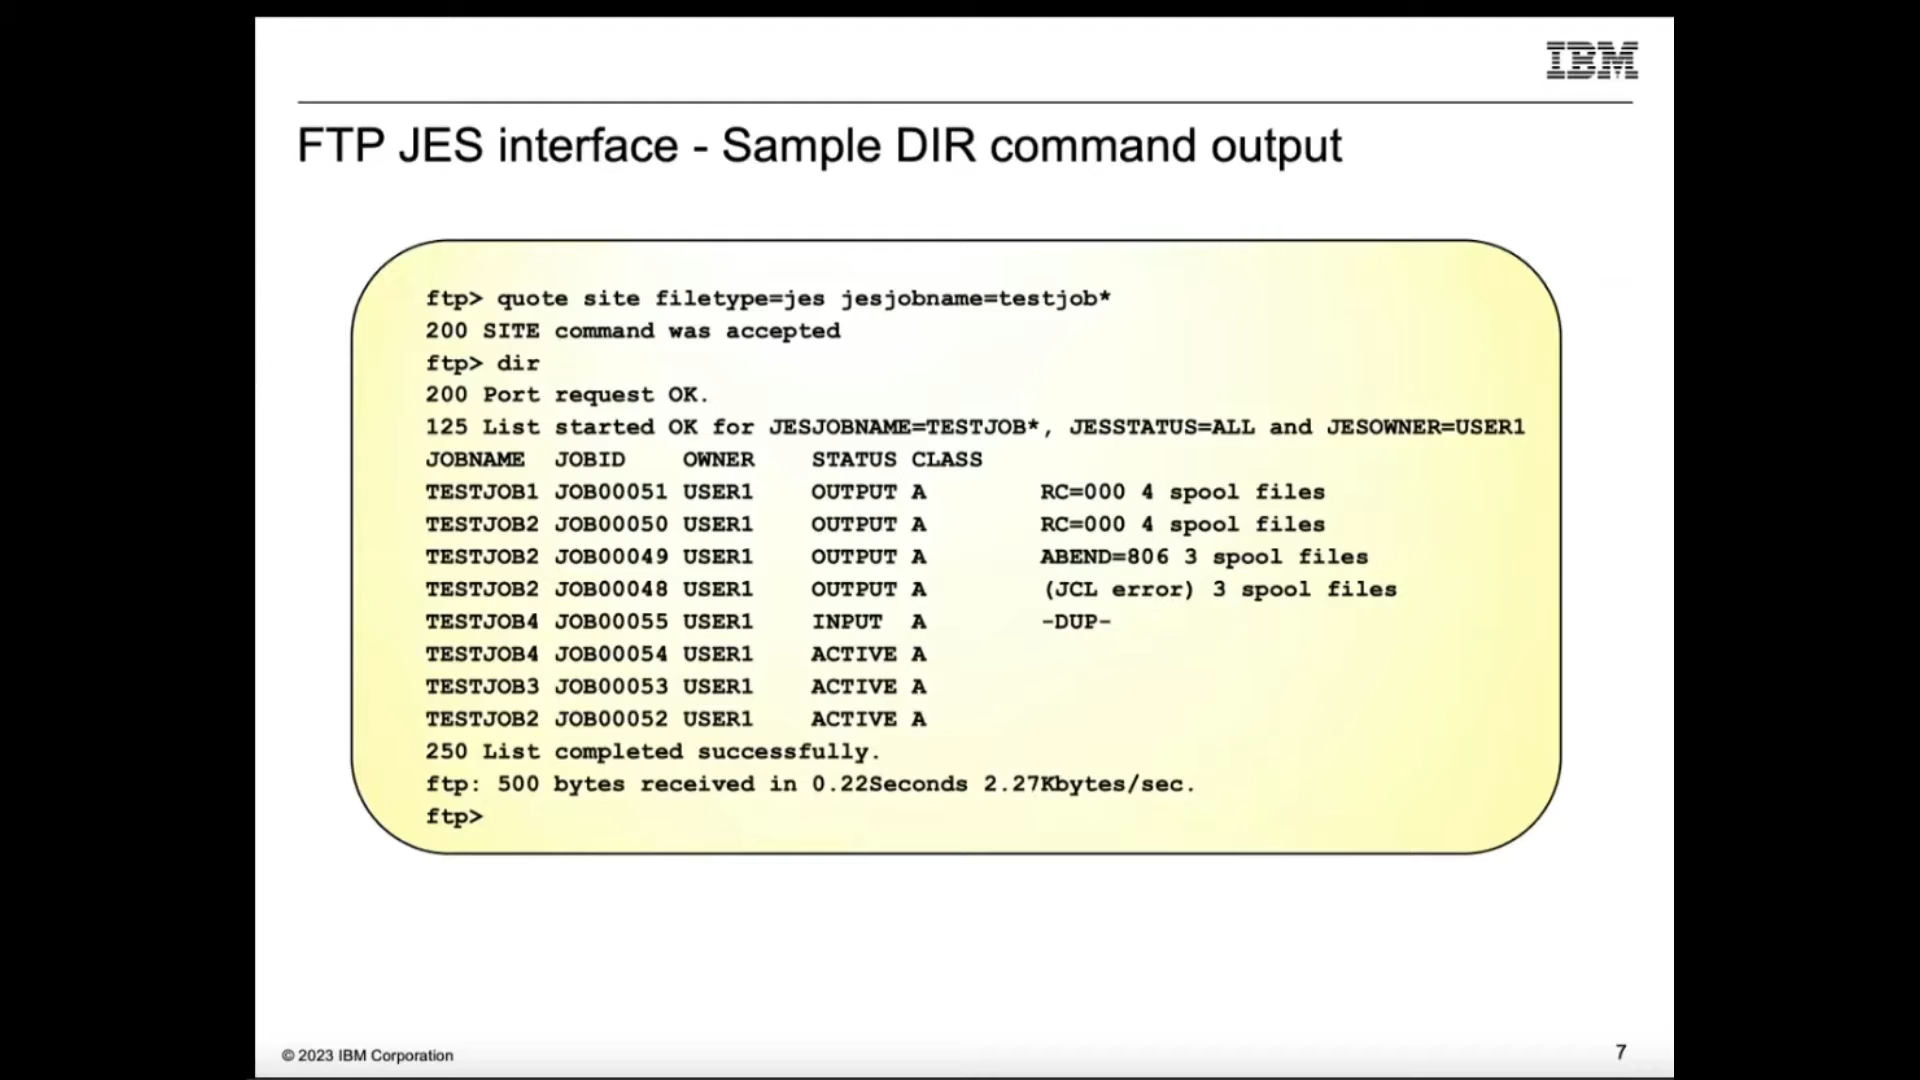 IBM
FTP JES interface - Sample DIR command output
ftp> quote site filetype=jes jesjobname=testjob*
200 SITE command was accepted
ftp> dir
200 Port request OK.
125 List started OK for JESJOBNAME=TESTJOB*, JESSTATUS=ALL and JESOWNER=USER1
JOBNAME  JOBID    OWNER    STATUS CLASS
TESTJOB1 JOB00051 USER1    OUTPUT A        RC=000 4 spool files
TESTJOB2 JOB00050 USER1    OUTPUT A        RC=000 4 spool files
TESTJOB2 JOB00049 USER1    OUTPUT A        ABEND=806 3 spool files
TESTJOB2 JOB00048 USER1    OUTPUT A        (JCL error) 3 spool files
TESTJOB4 JOB00055 USER1    INPUT  A        -DUP-
TESTJOB4 JOB00054 USER1    ACTIVE A
TESTJOB3 JOB00053 USER1    ACTIVE A
TESTJOB2 JOB00052 USER1    ACTIVE A
250 List completed successfully.
ftp: 500 bytes received in 0.22Seconds 2.27Kbytes/sec.
ftp>
© 2023 IBM Corporation
7